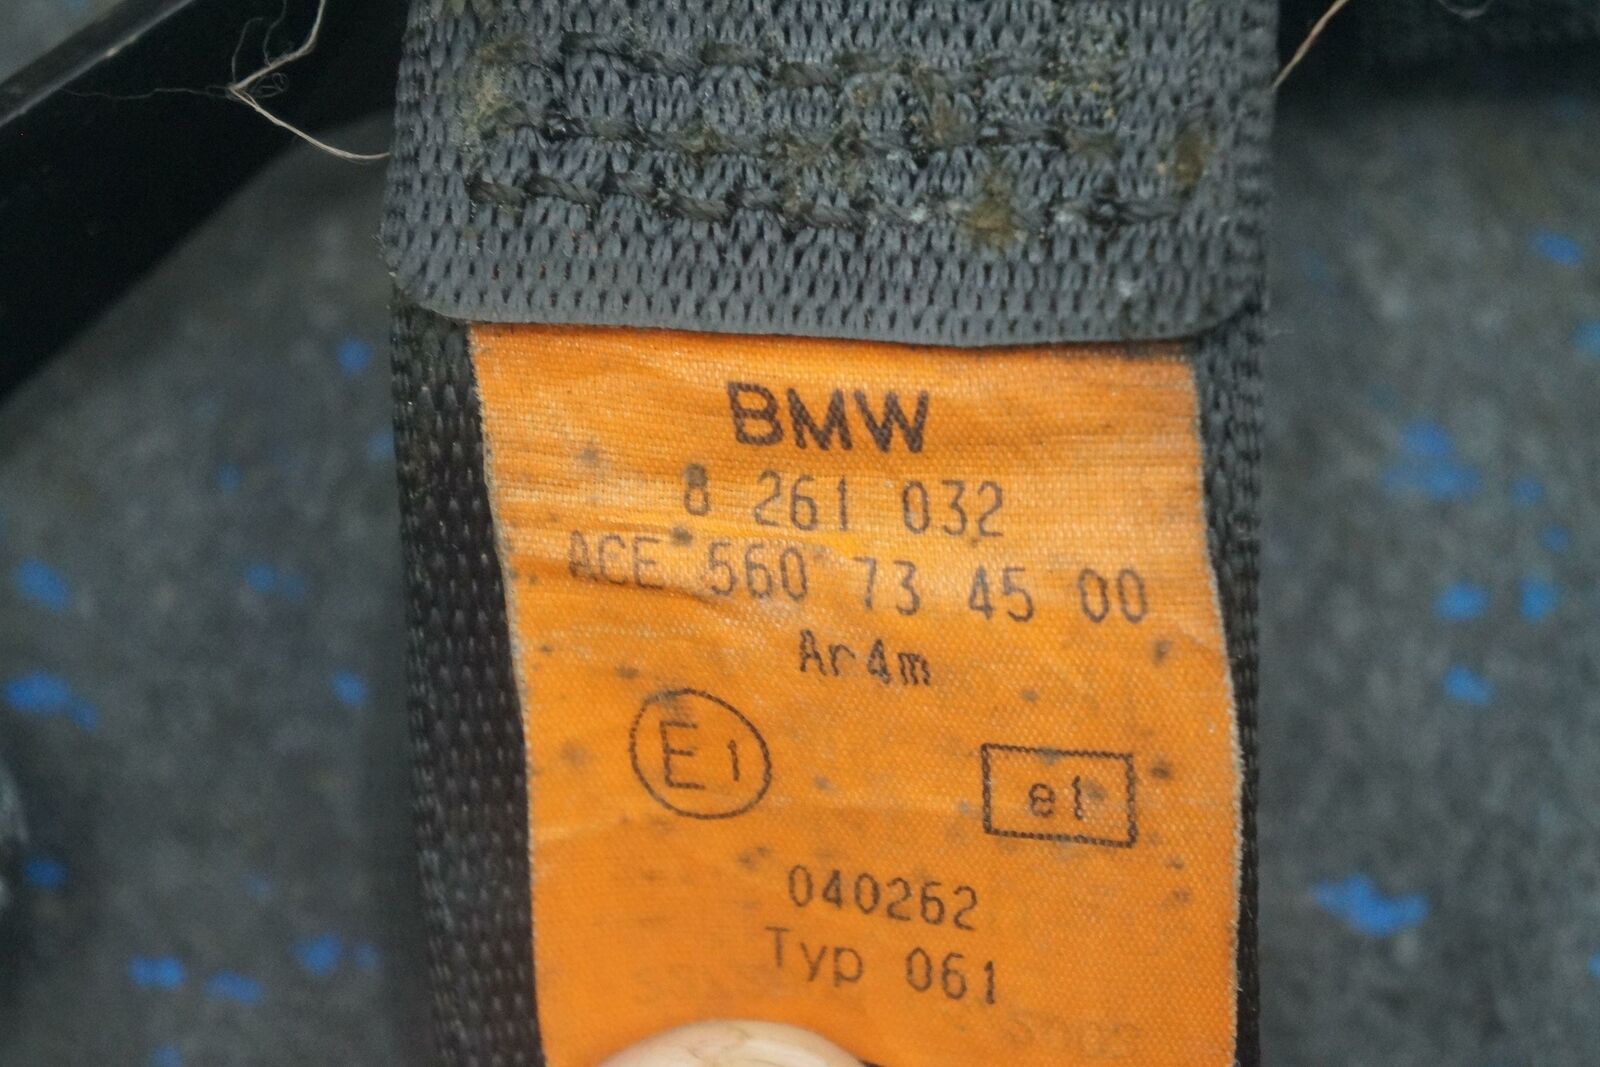 BMW
8 261 032
ACE 560 73 45 00
Ar4m
E1
e1
040262
Typ 061